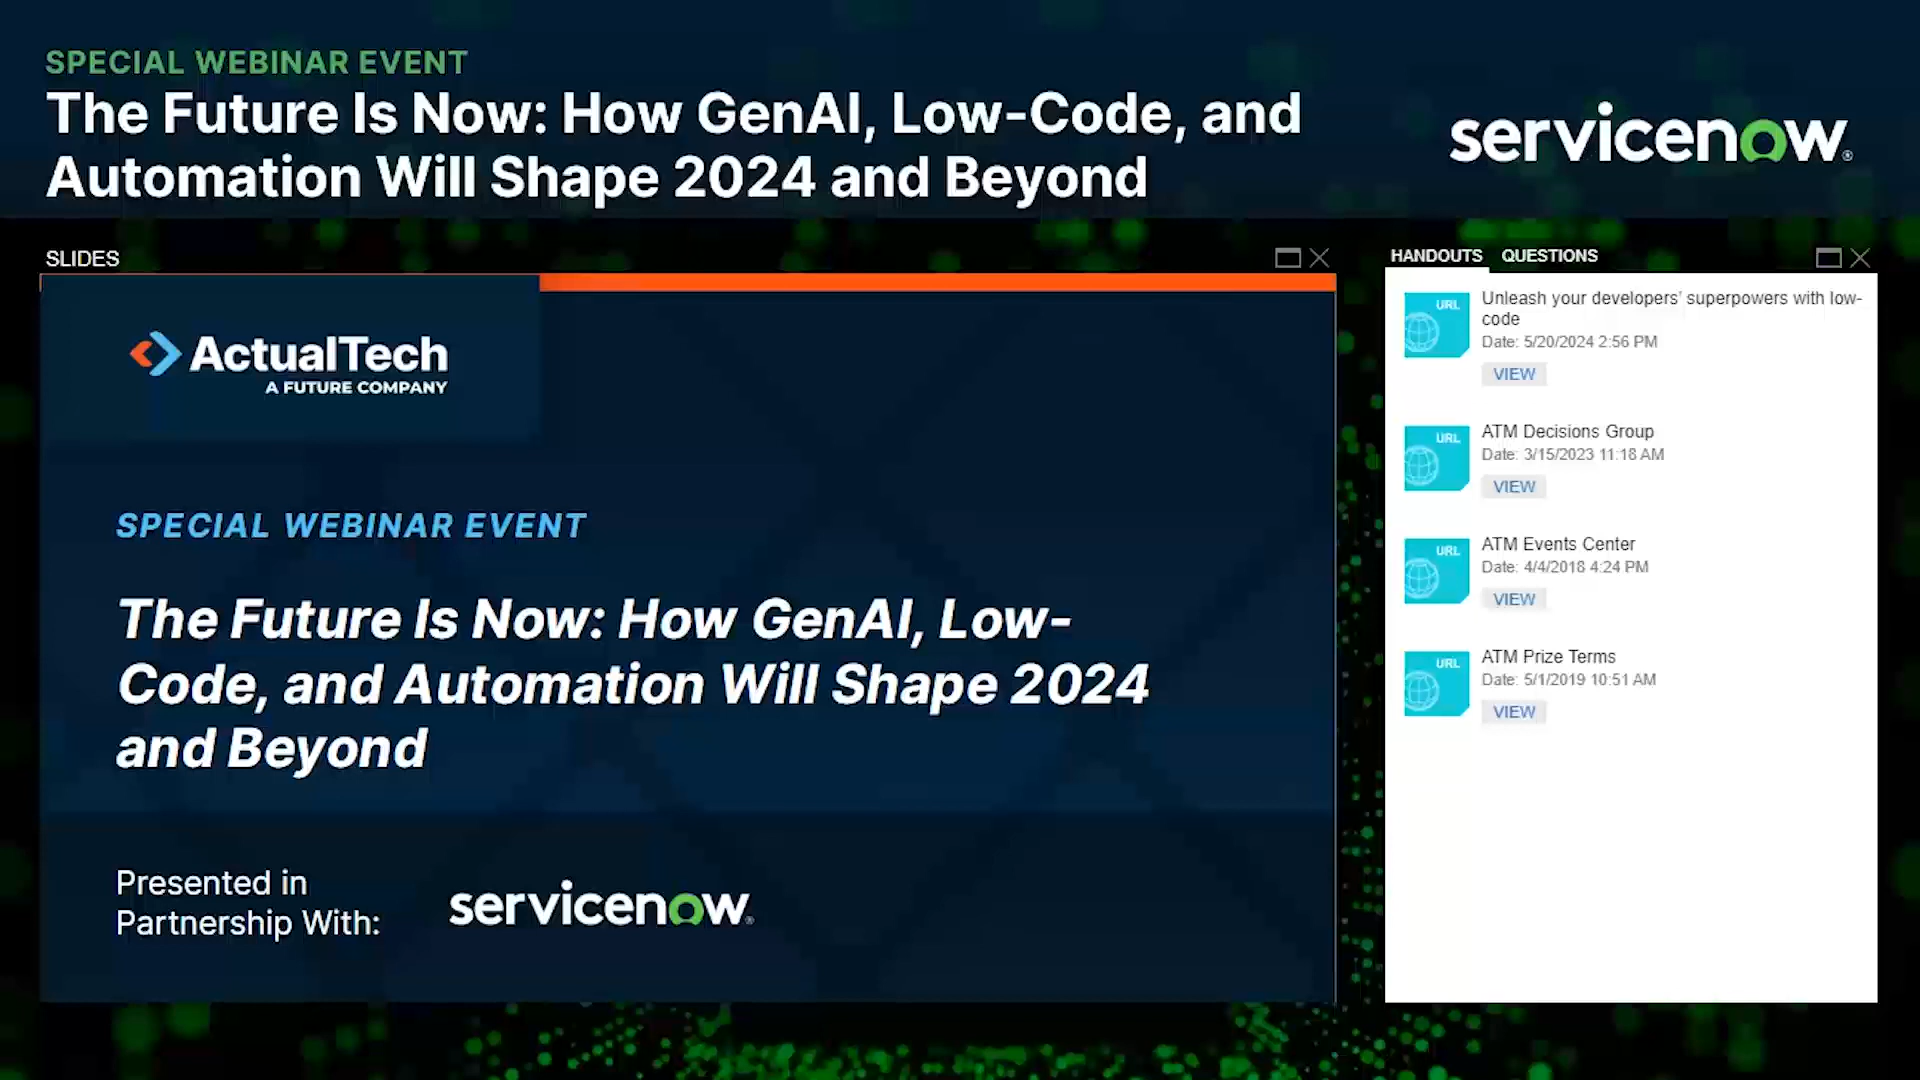 SPECIAL WEBINAR EVENT
The Future Is Now: How GenAI, Low-Code, and
Automation Will Shape 2024 and Beyond
servicenow®
SLIDES
ActualTech
A FUTURE COMPANY
SPECIAL WEBINAR EVENT
The Future Is Now: How GenAI, Low-
Code, and Automation Will Shape 2024
and Beyond
Presented in
Partnership With:
servicenow®
HANDOUTS QUESTIONS
URL
Unleash your developers' superpowers with low-
code
Date: 5/20/2024 2:56 PM
VIEW
URL
ATM Decisions Group
Date: 3/15/2023 11:18 AM
VIEW
URL
ATM Events Center
Date: 4/4/2018 4:24 PM
VIEW
URL
ATM Prize Terms
Date: 5/1/2019 10:51 AM
VIEW